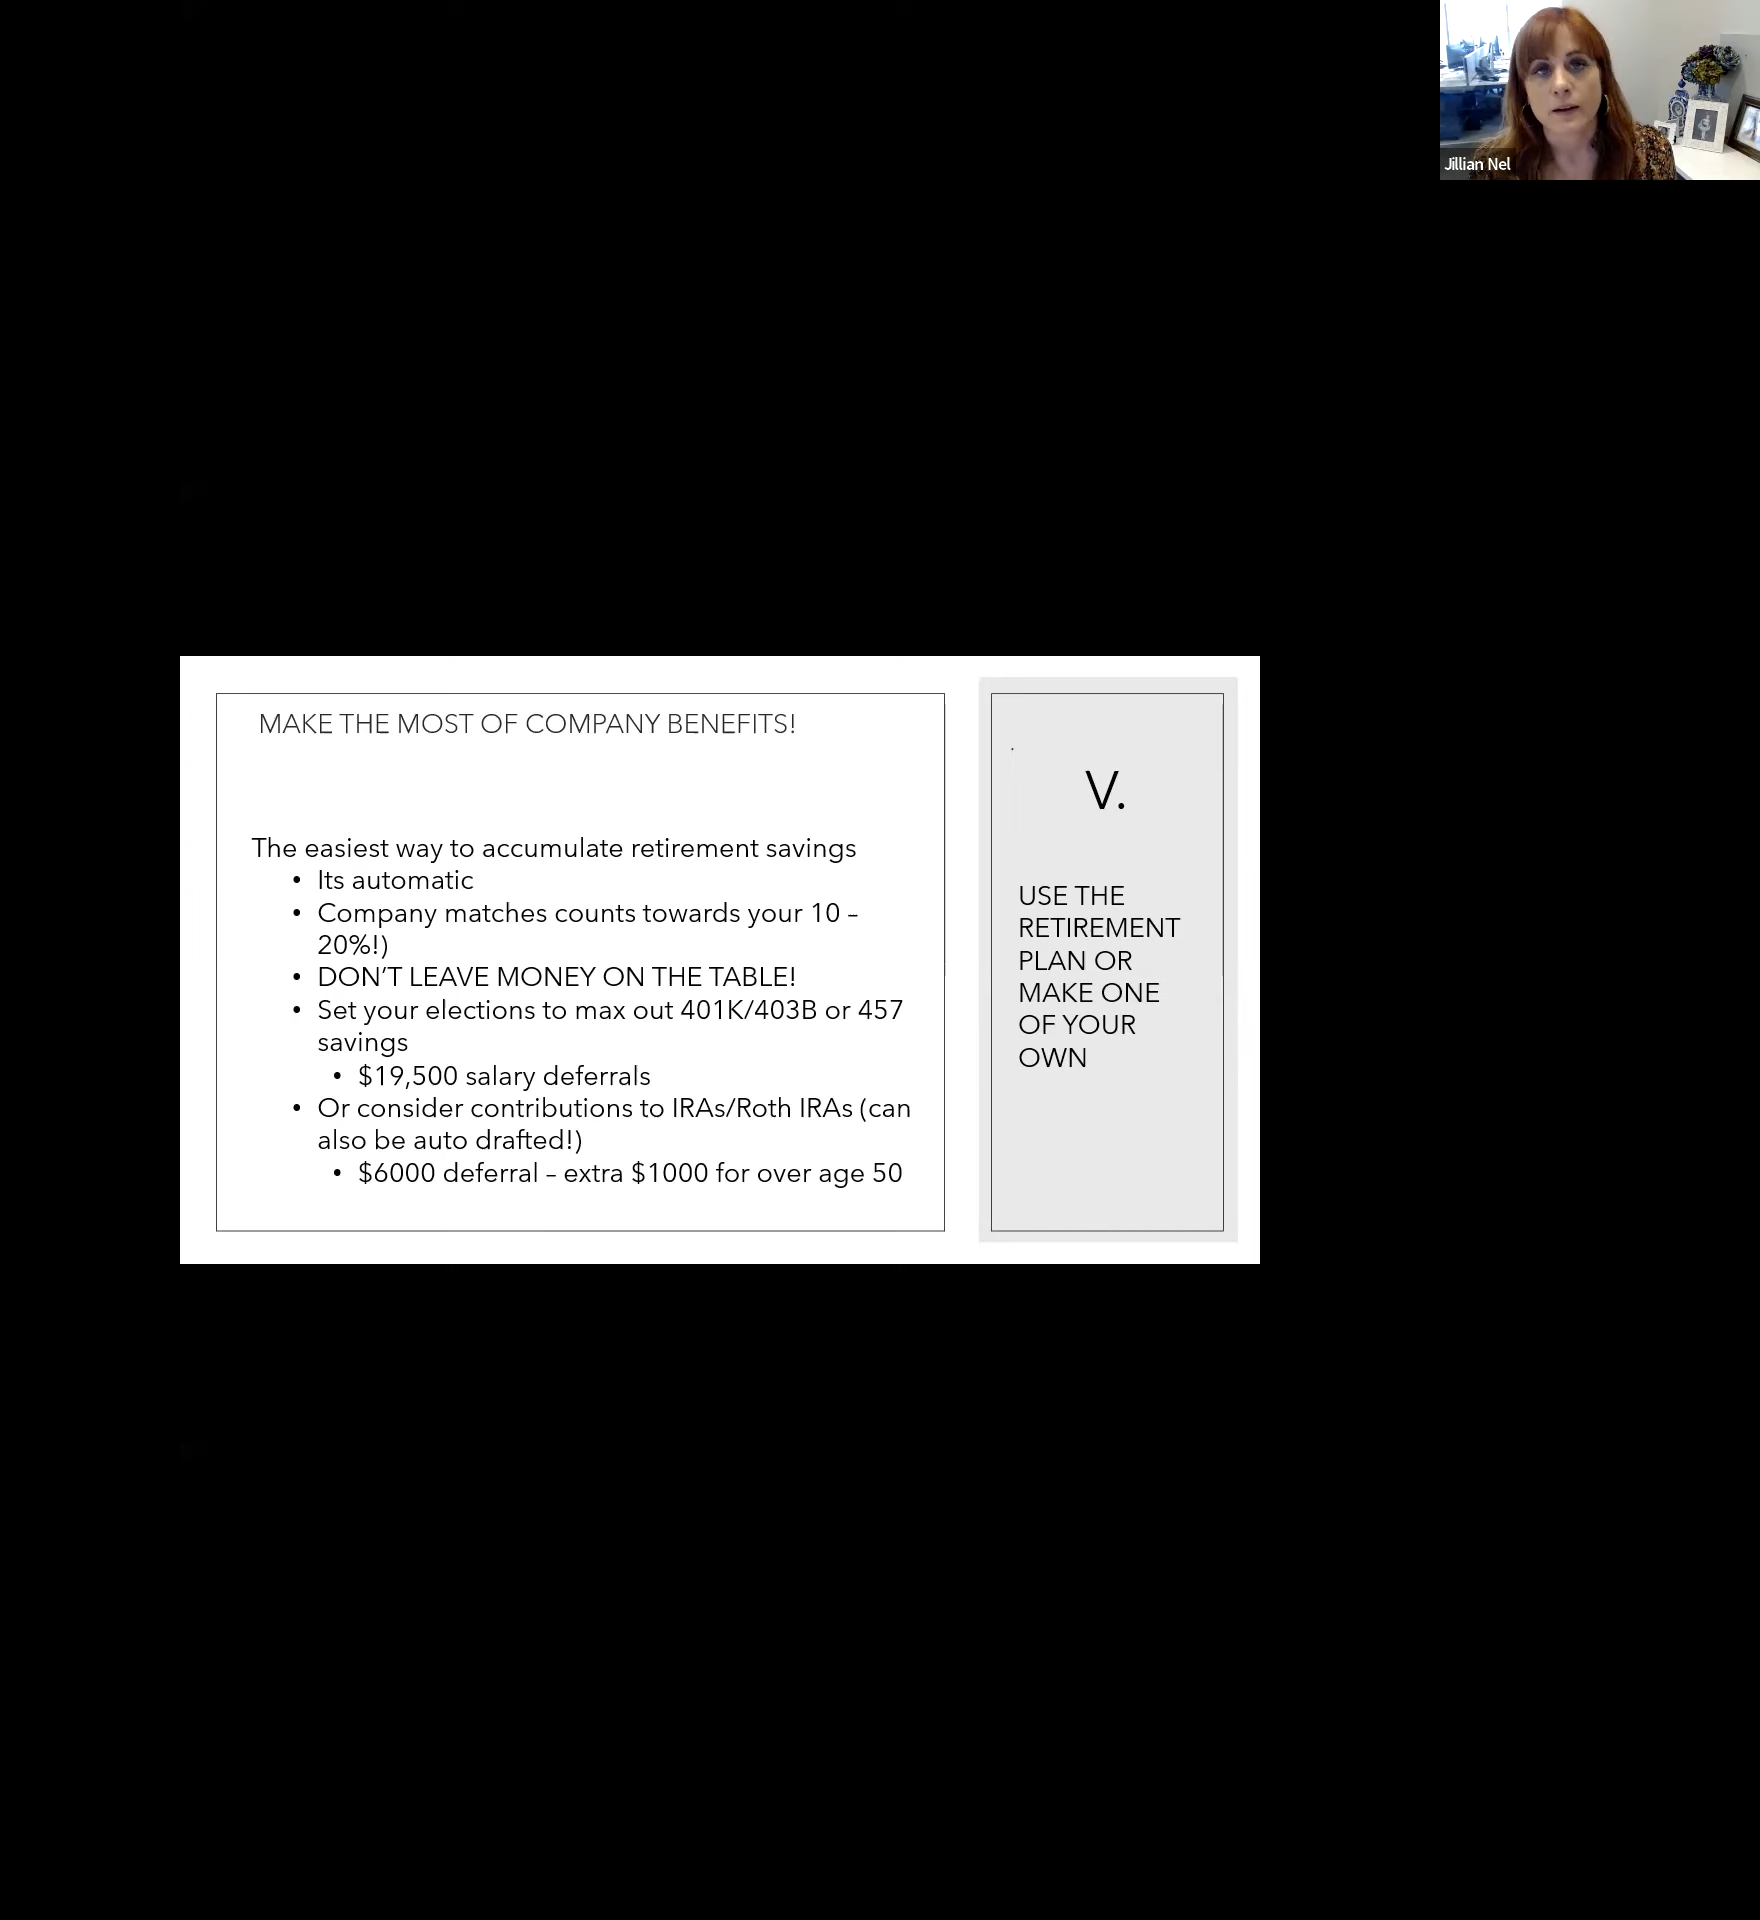 Jillian Nel
MAKE THE MOST OF COMPANY BENEFITS!
The easiest way to accumulate retirement savings
• Its automatic
• Company matches counts towards your 10 –
20%!)
• DON’T LEAVE MONEY ON THE TABLE!
• Set your elections to max out 401K/403B or 457
savings
• $19,500 salary deferrals
• Or consider contributions to IRAs/Roth IRAs (can
also be auto drafted!)
• $6000 deferral – extra $1000 for over age 50
.
V.
USE THE
RETIREMENT
PLAN OR
MAKE ONE
OF YOUR
OWN